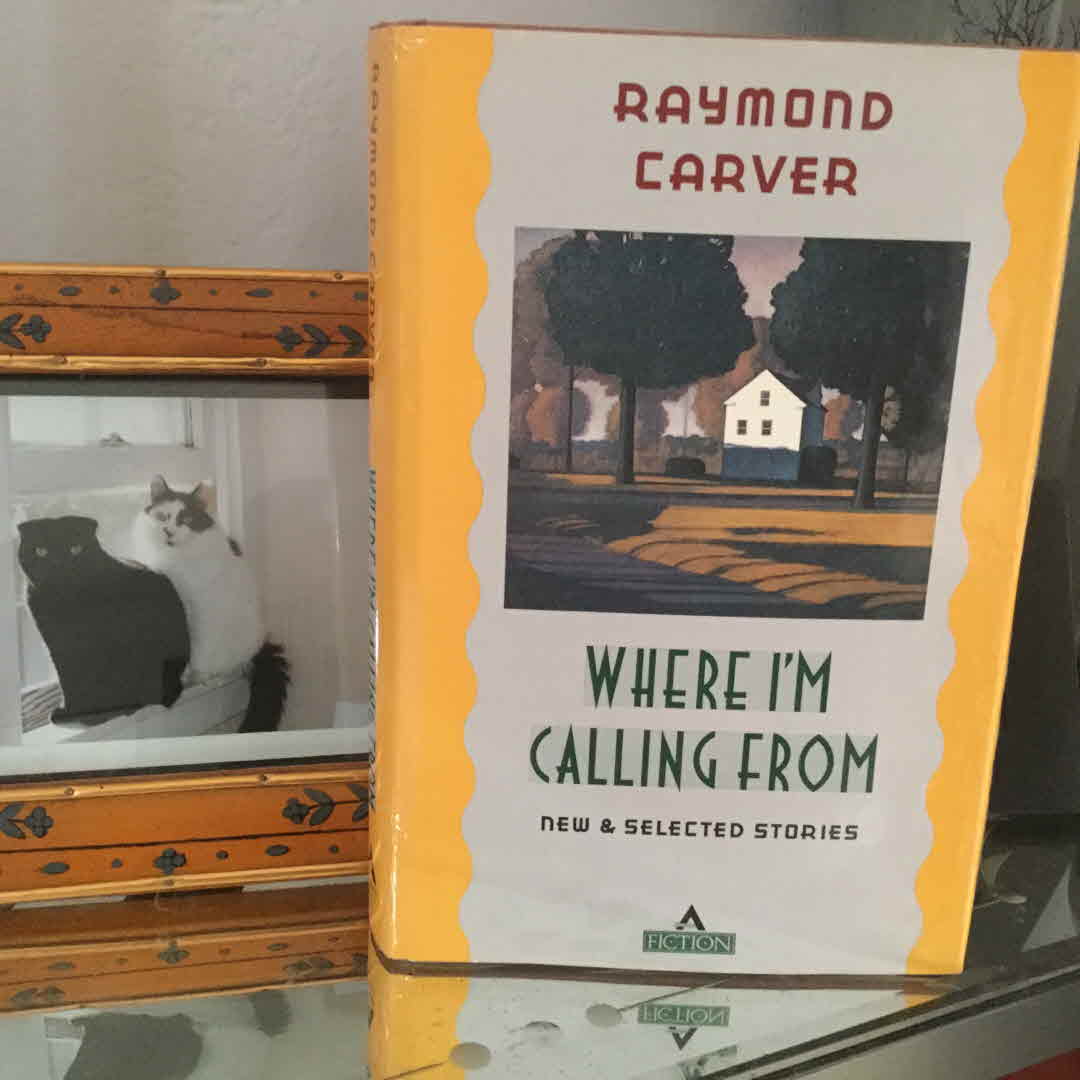 RAYMOND
CARVER
WHERE I'M
CALLING FROM
NEW & SELECTED STORIES
FICTION